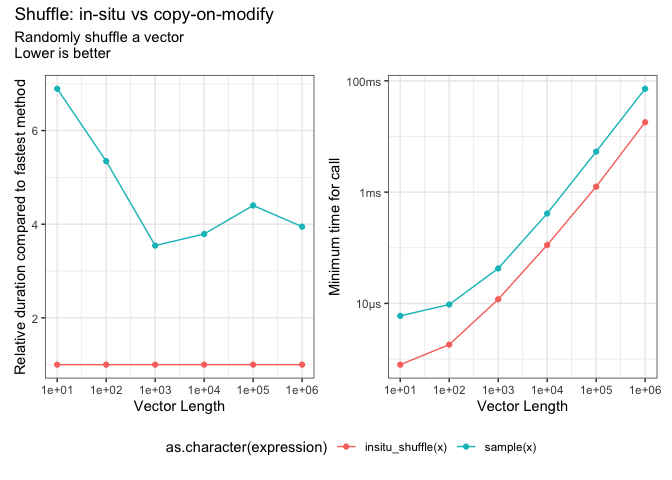 Shuffle: in-situ vs copy-on-modify
Randomly shuffle a vector
Lower is better
Relative duration compared to fastest method
6
4
2
1e+01 1e+02 1e+03 1e+04 1e+05 1e+06
Vector Length
Minimum time for call
100ms
1ms
10μs
1e+01 1e+02 1e+03 1e+04 1e+05 1e+06
Vector Length
as.character(expression) insitu_shuffle(x) sample(x)